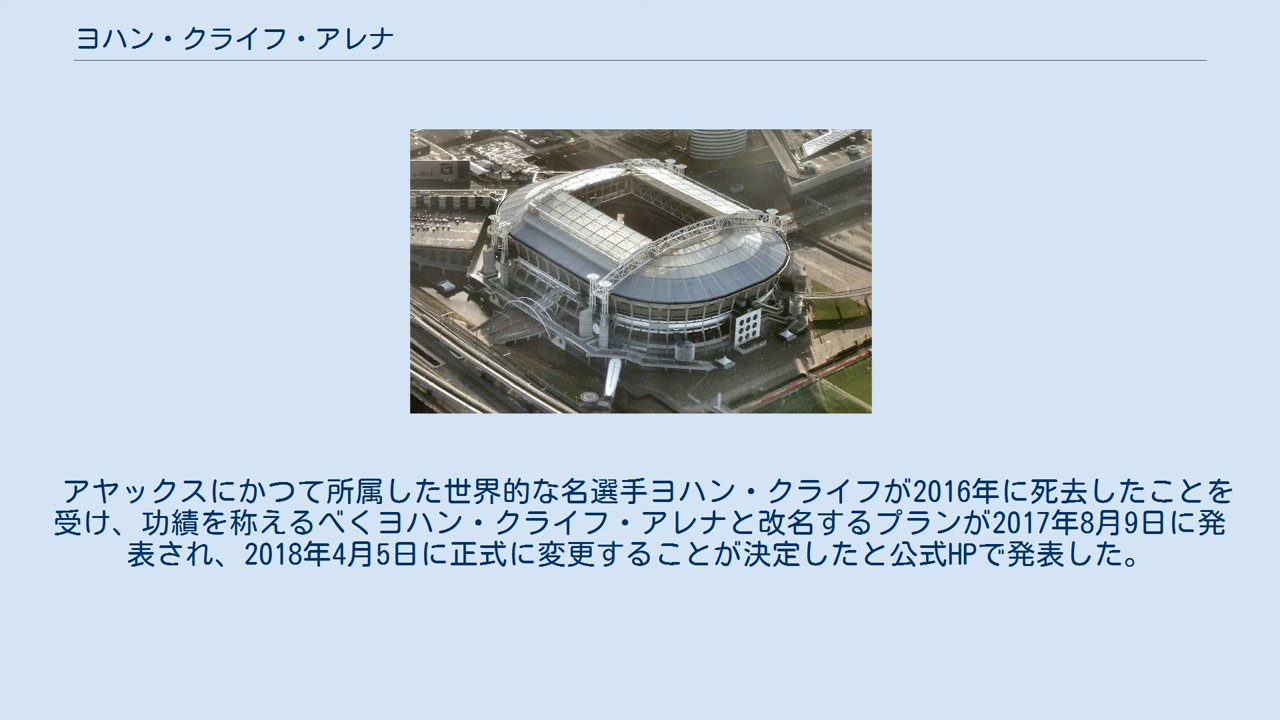 ヨハン・クライフ・アレナ
アヤックスにかつて所属した世界的な名選手ヨハン・クライフが2016年に死去したことを
受け、功績を称えるべくヨハン・クライフ・アレナと改名するプランが2017年8月9日に発
表され、2018年4月5日に正式に変更することが決定したと公式HPで発表した。